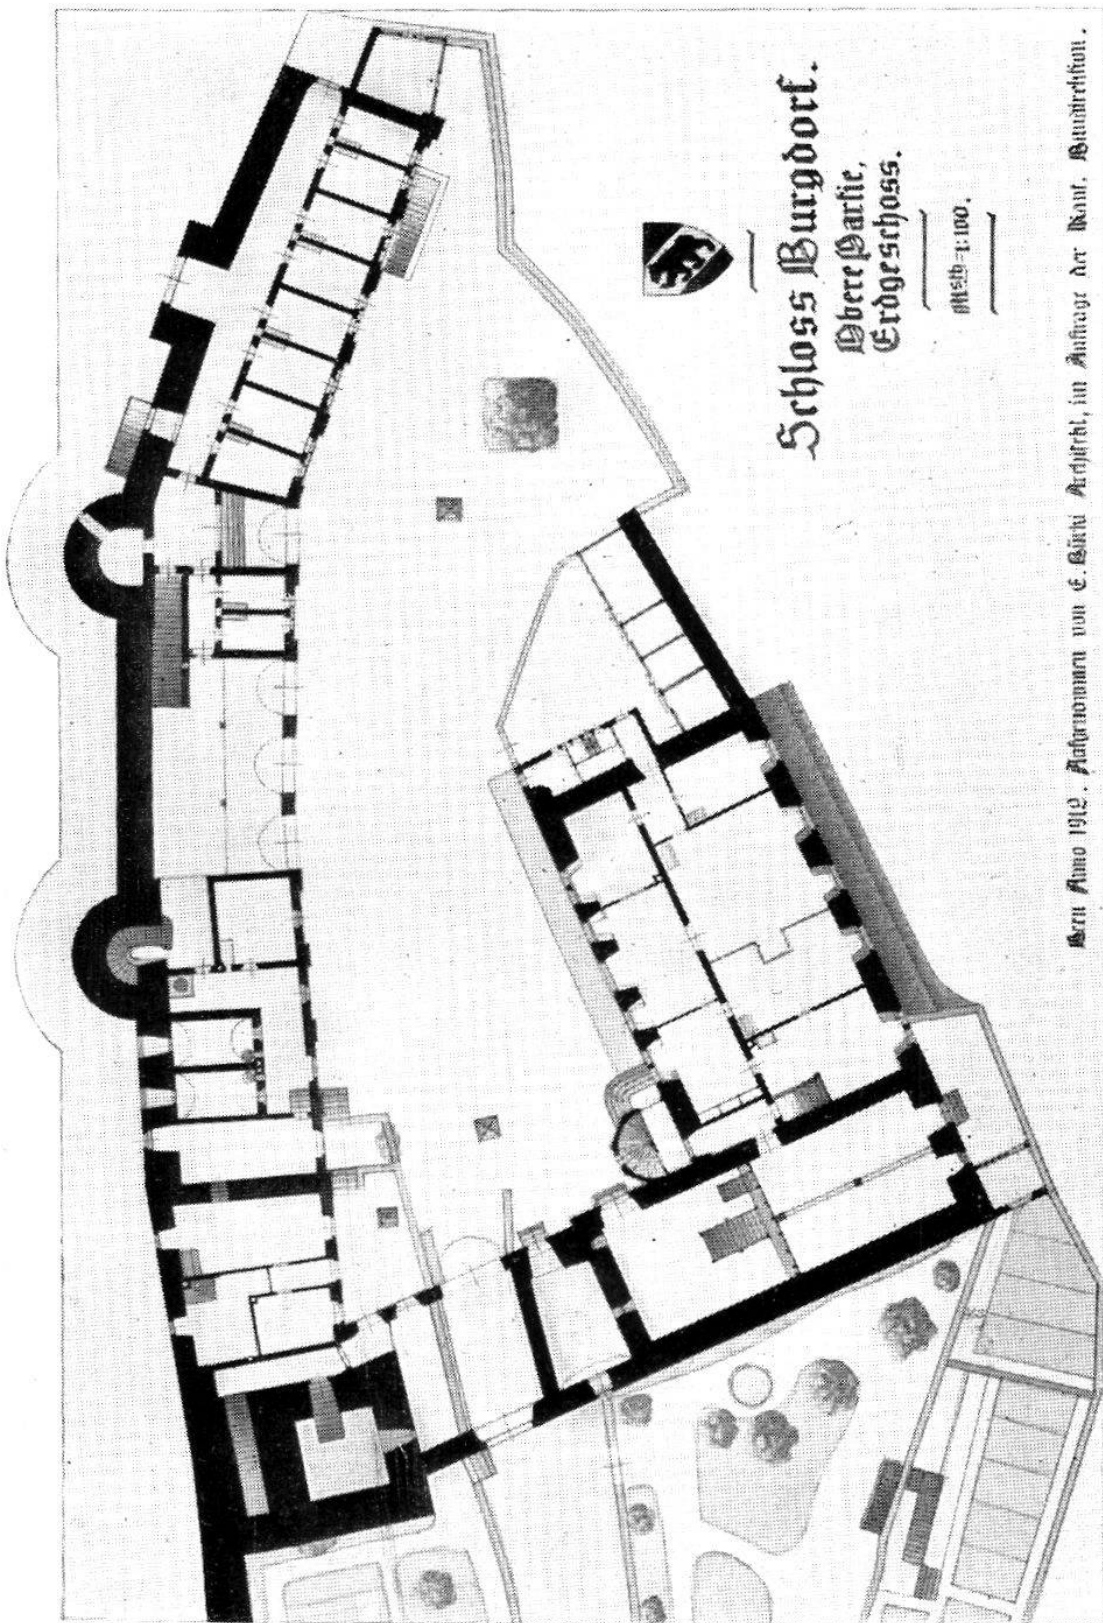 Schloss Burgdorf.
Obere Partie,
Erdgeschoss.
Mstb=1:100.
Bern Anno 1912. Aufgenommen von E. Bürki Architekt, im Auftrage der Kant. Baudirektion.